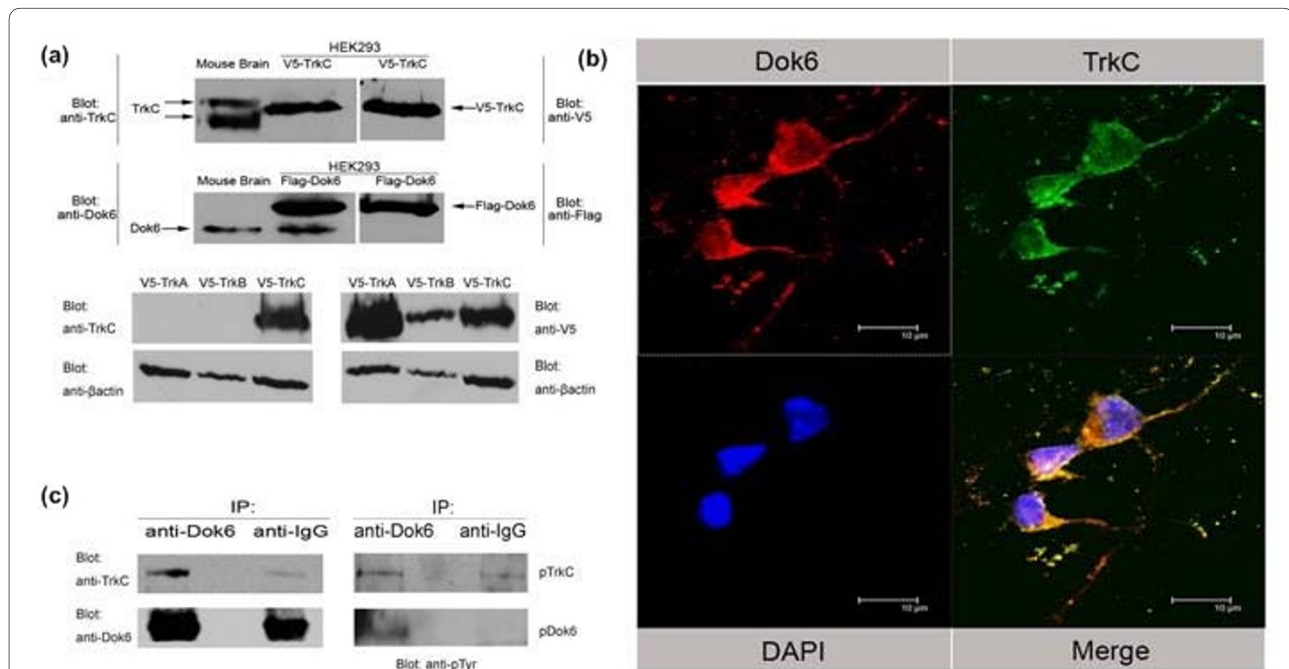 (a)
HEK293
Mouse Brain V5-TrkC V5-TrkC
Blot:
anti-TrkC
TrkC
V5-TrkC
Blot:
anti-V5
HEK293
Mouse Brain Flag-Dok6 Flag-Dok6
Blot:
anti-Dok6
Dok6
Flag-Dok6
Blot:
anti-Flag
V5-TrkA V5-TrkB V5-TrkC
V5-TrkA V5-TrkB V5-TrkC
Blot:
anti-TrkC
Blot:
anti-V5
Blot:
anti-βactin
Blot:
anti-βactin
(b)
Dok6
TrkC
10 µm
10 µm
10 µm
10 µm
DAPI
Merge
(c)
IP:
anti-Dok6 anti-IgG
IP:
anti-Dok6 anti-IgG
Blot:
anti-TrkC
pTrkC
Blot:
anti-Dok6
pDok6
Blot: anti-pTyr